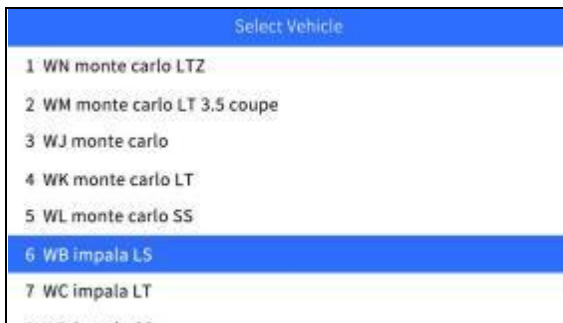 Select Vehicle
1 WN monte carlo LTZ
2 WM monte carlo LT 3.5 coupe
3 WJ monte carlo
4 WK monte carlo LT
5 WL monte carlo SS
6 WB impala LS
7 WC impala LT